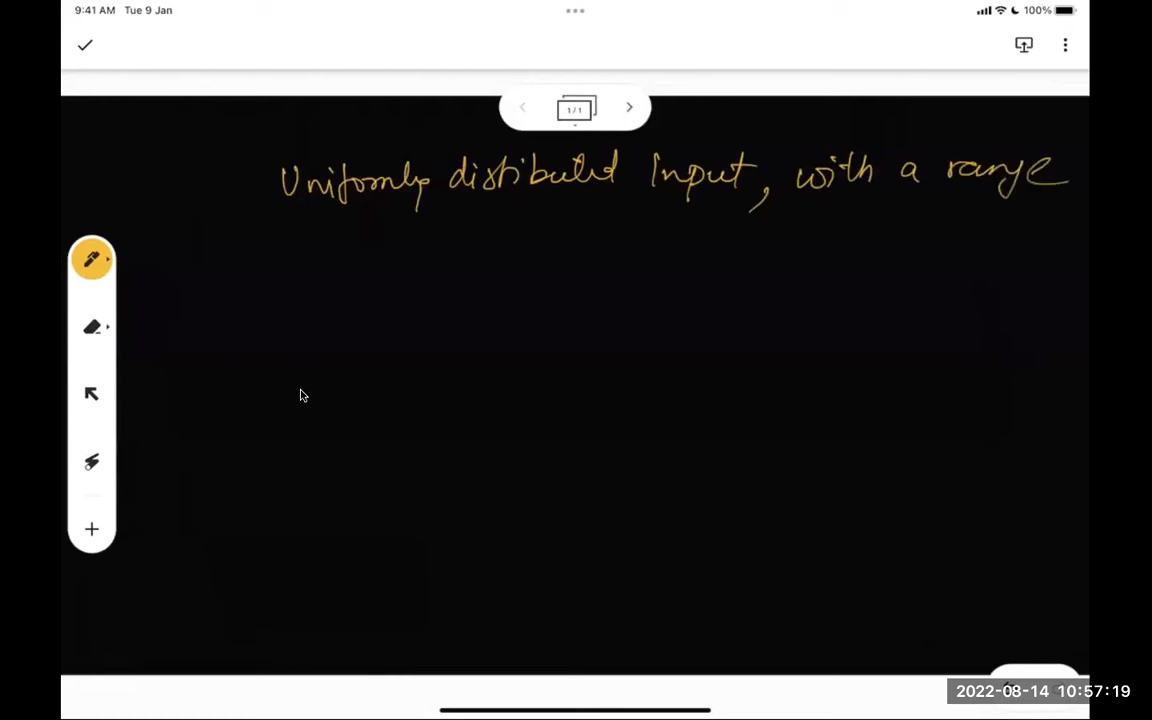 9:41 AM Tue 9 Jan
100%
1/1
Uniformly distibuted Input, with a range
2022-08-14 10:57:19